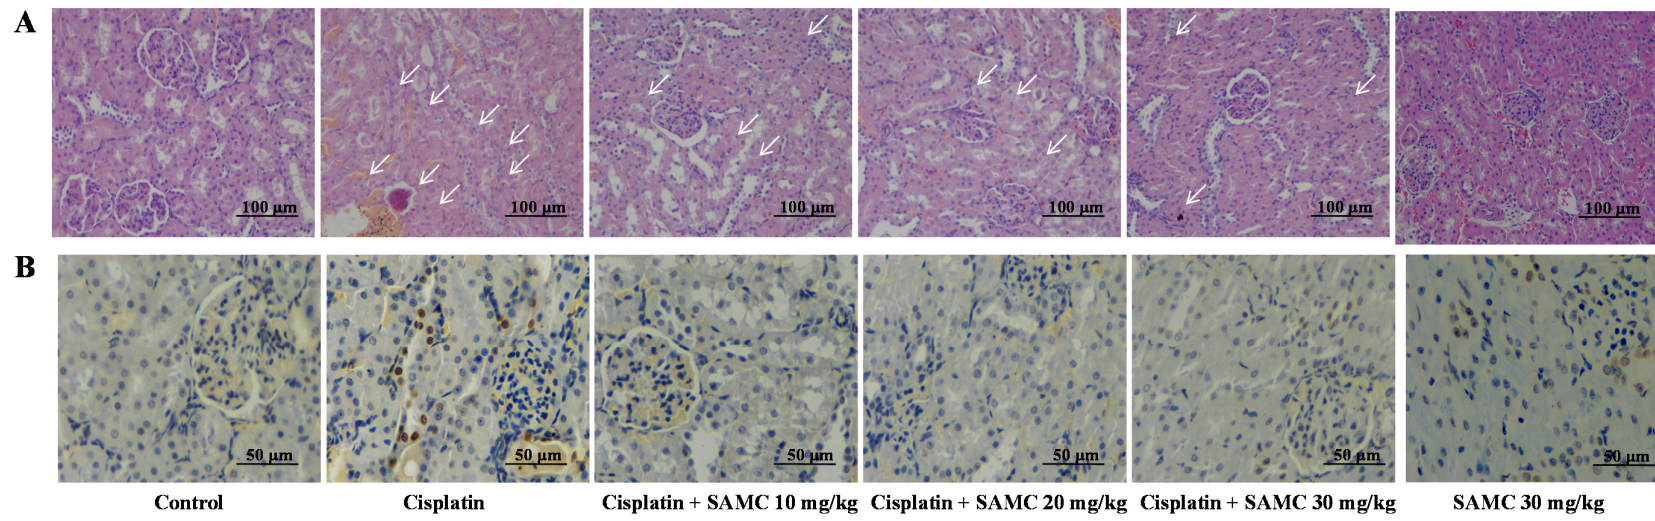 A
100 µm
100 µm
100 µm
100 µm
100 µm
100 µm
B
50 µm
50 µm
50 µm
50 µm
50 µm
50 µm
Control
Cisplatin
Cisplatin + SAMC 10 mg/kg
Cisplatin + SAMC 20 mg/kg
Cisplatin + SAMC 30 mg/kg
SAMC 30 mg/kg